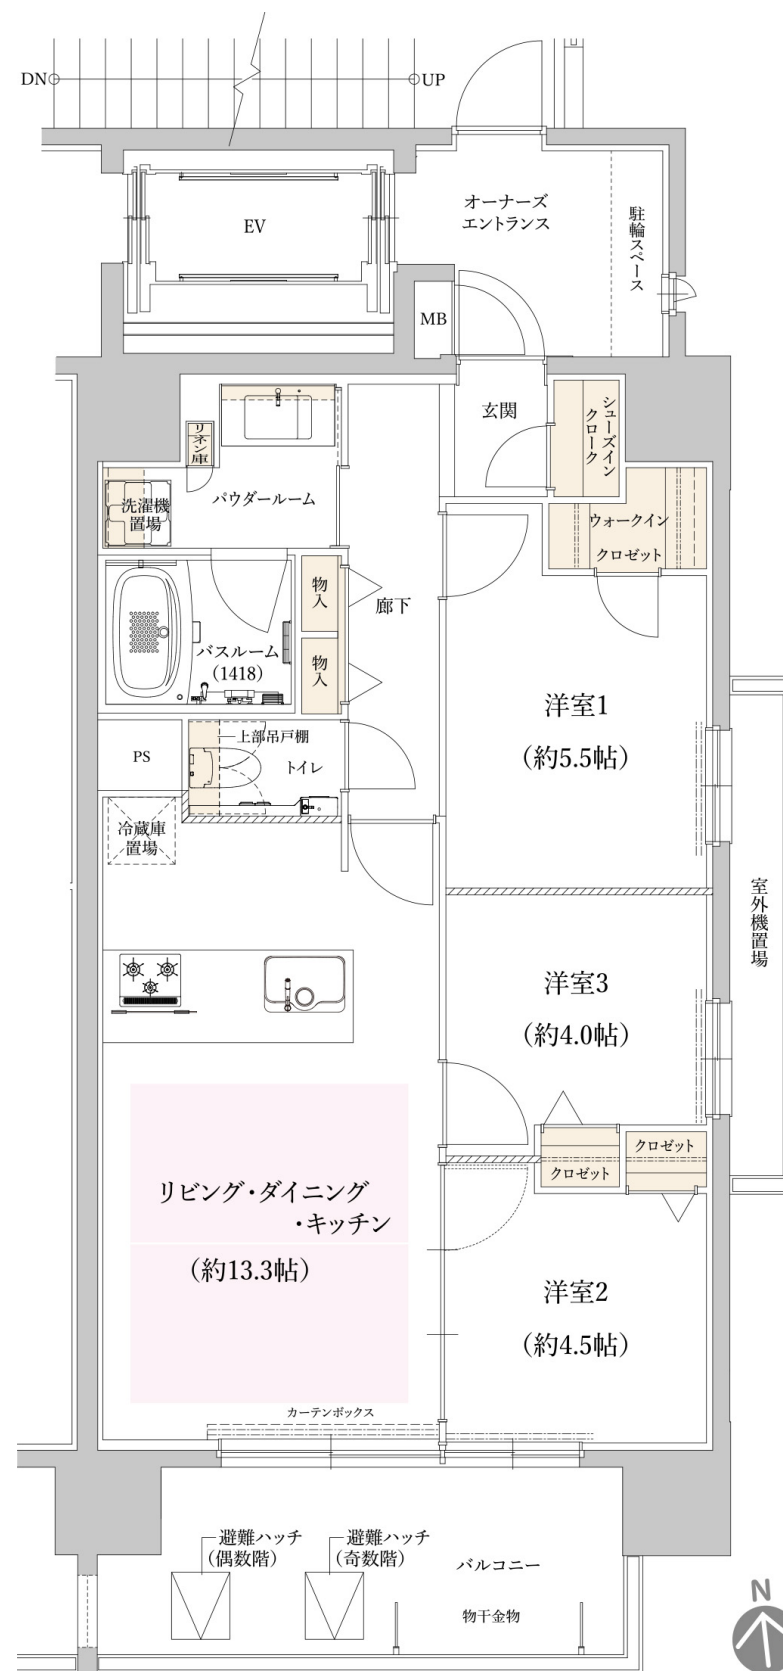 DN
UP
EV
オーナーズ
エントランス
駐輪スペース
MB
玄関
シューズイン
クローク
リネン庫
洗濯機
置場
パウダールーム
ウォークイン
クロゼット
物入
廊下
バスルーム
(1418)
物入
洋室1
(約5.5帖)
上部吊戸棚
PS
トイレ
冷蔵庫
置場
室外機置場
洋室3
(約4.0帖)
クロゼット
クロゼット
リビング・ダイニング
・キッチン
(約13.3帖)
洋室2
(約4.5帖)
カーテンボックス
避難ハッチ
(偶数階)
避難ハッチ
(奇数階)
バルコニー
物干金物
N